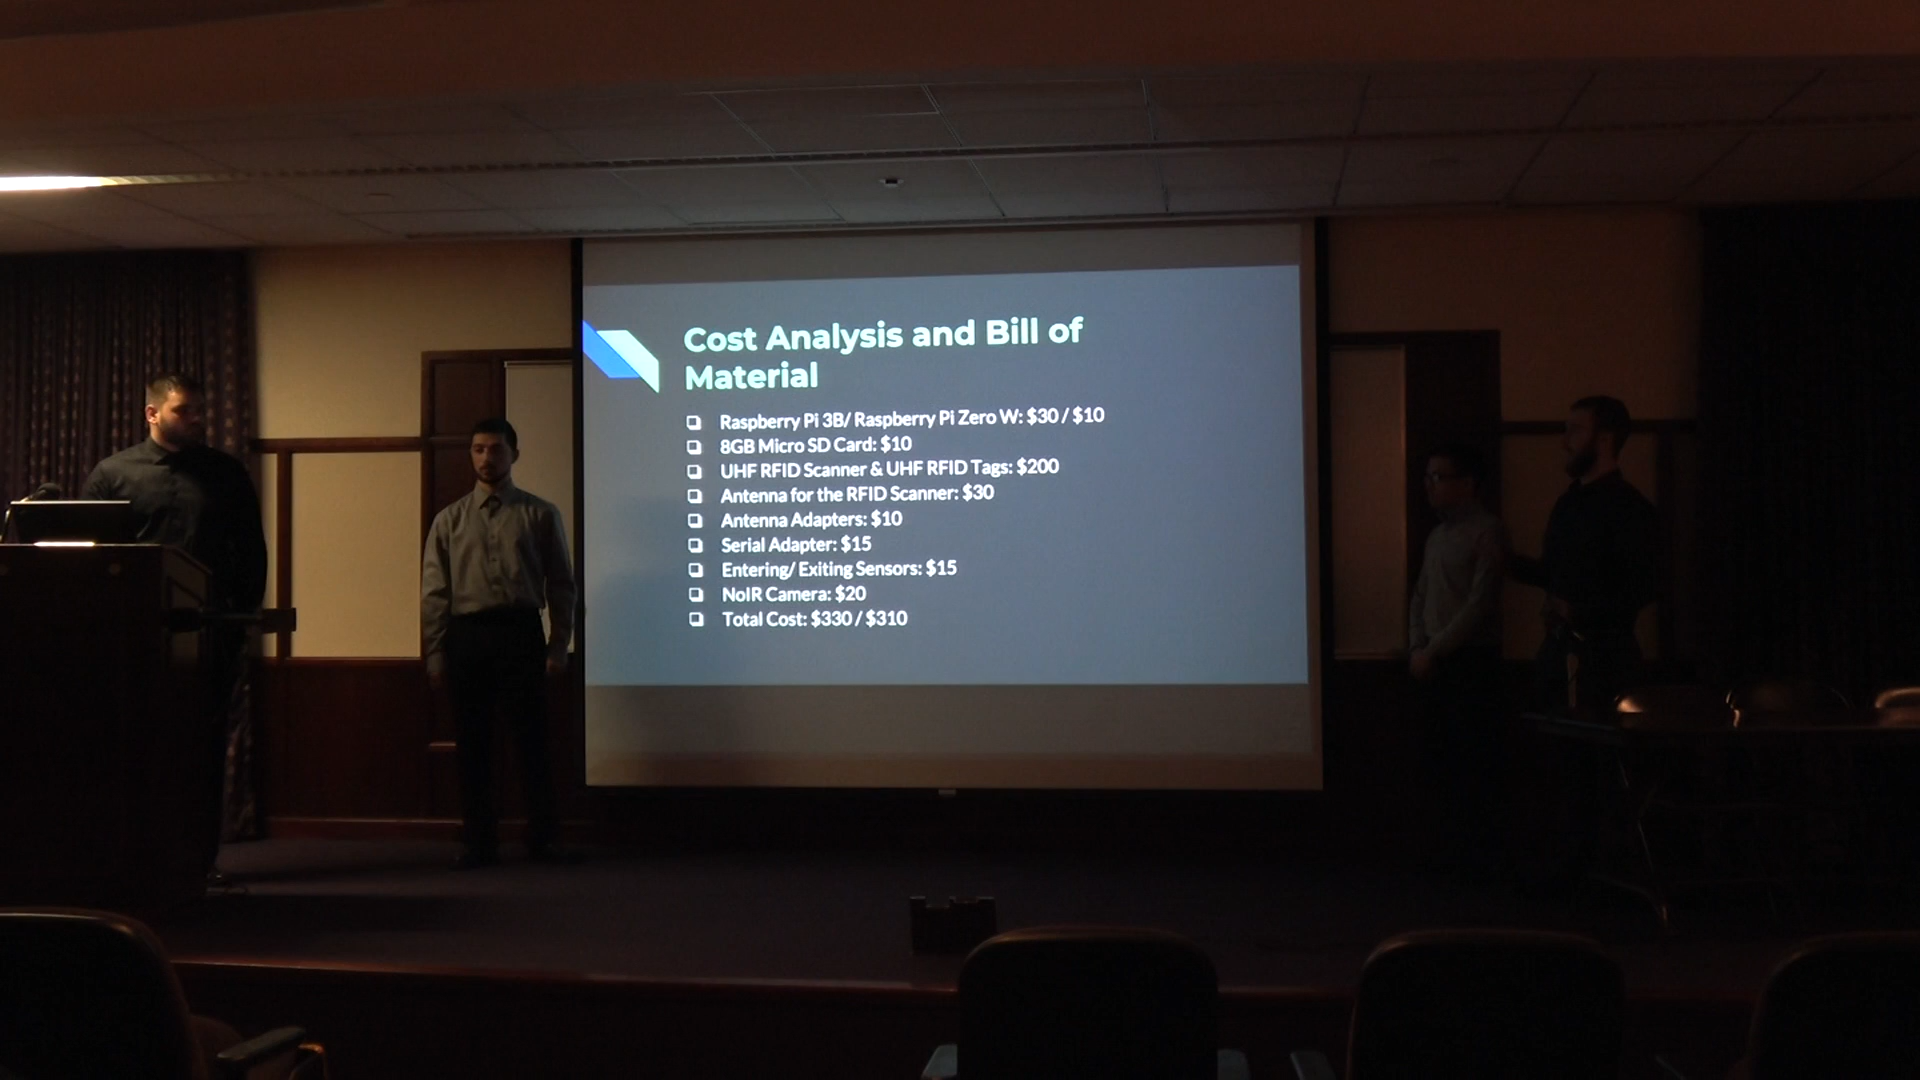 Cost Analysis and Bill of
Material
Raspberry Pi 3B/ Raspberry Pi Zero W: $30 / $10
8GB Micro SD Card: $10
UHF RFID Scanner & UHF RFID Tags: $200
Antenna for the RFID Scanner: $30
Antenna Adapters: $10
Serial Adapter: $15
Entering/ Exiting Sensors: $15
NoIR Camera: $20
Total Cost: $330 / $310